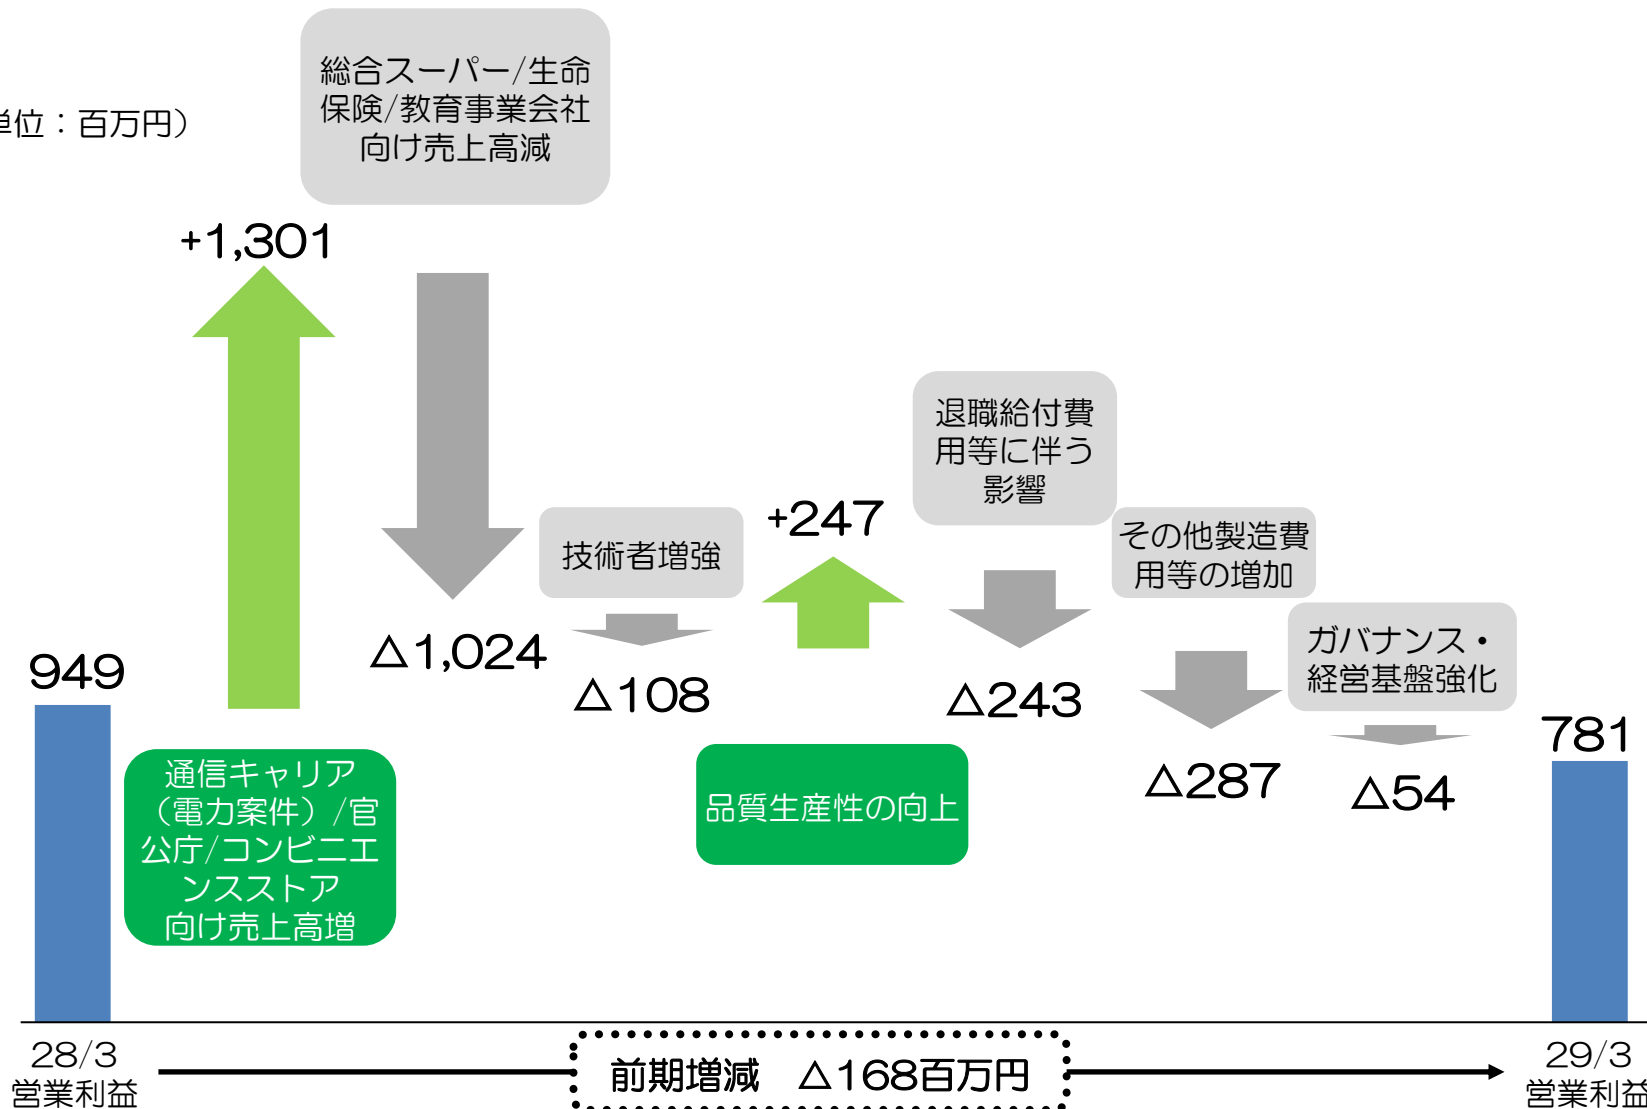 単位：百万円）
総合スーパー/生命
保険/教育事業会社
向け売上高減
+1,301
△1,024
技術者増強
△108
+247
品質生産性の向上
退職給付費
用等に伴う
影響
△243
その他製造費
用等の増加
△287
ガバナンス・
経営基盤強化
△54
949
通信キャリア
（電力案件）/官
公庁/コンビニエ
ンスストア
向け売上高増
781
28/3
営業利益
前期増減　△168百万円
29/3
営業利益